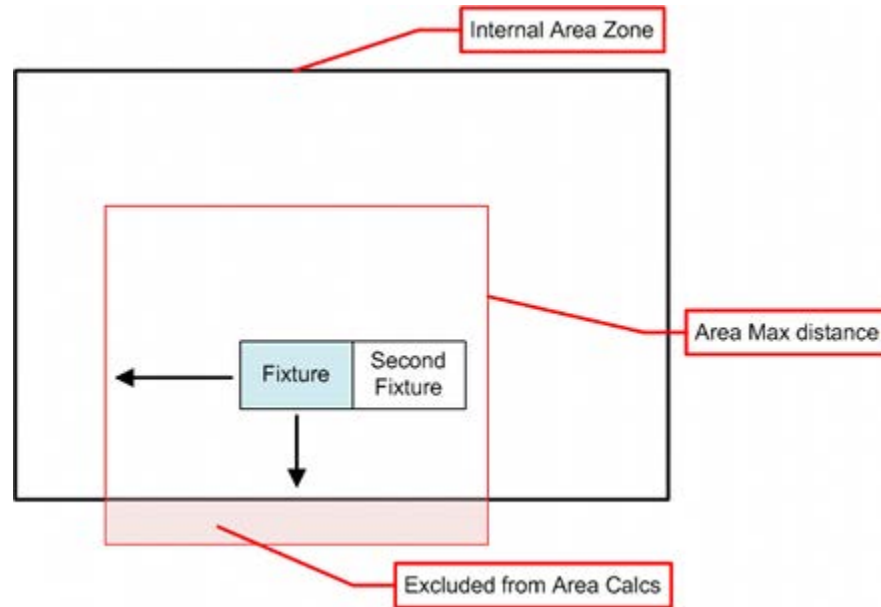 Internal Area Zone
Area Max distance
Fixture
Second
Fixture
Excluded from Area Calcs